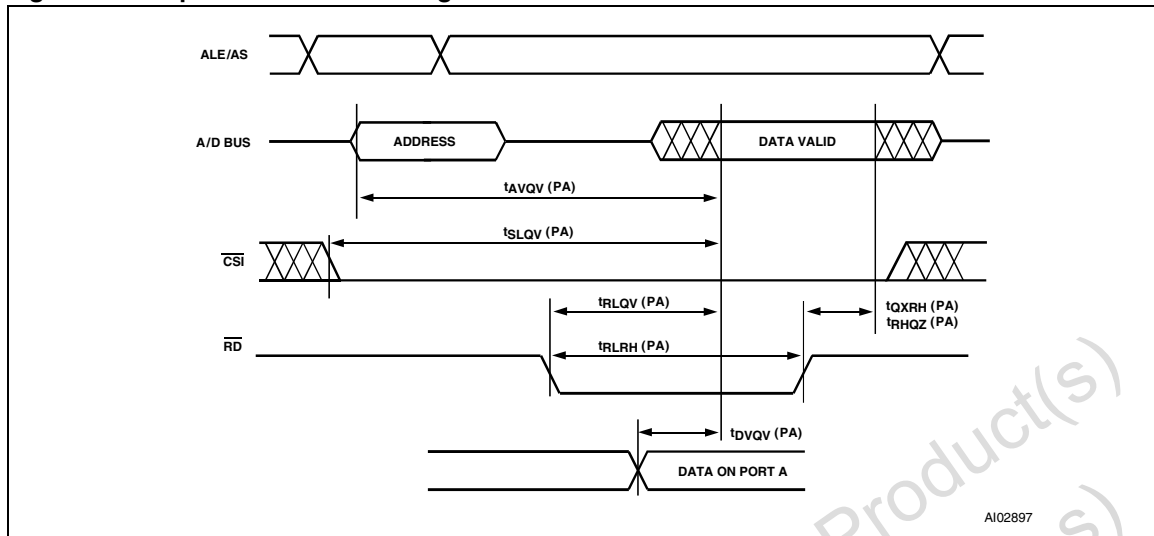 ALE/AS
A/D BUS
ADDRESS
DATA VALID
tAVQV (PA)
tSLQV (PA)
CSI
tRLQV (PA)
tQXRH (PA)
tRHQZ (PA)
RD
tRLRH (PA)
tDVQV (PA)
DATA ON PORT A
Product(s)
AI02897